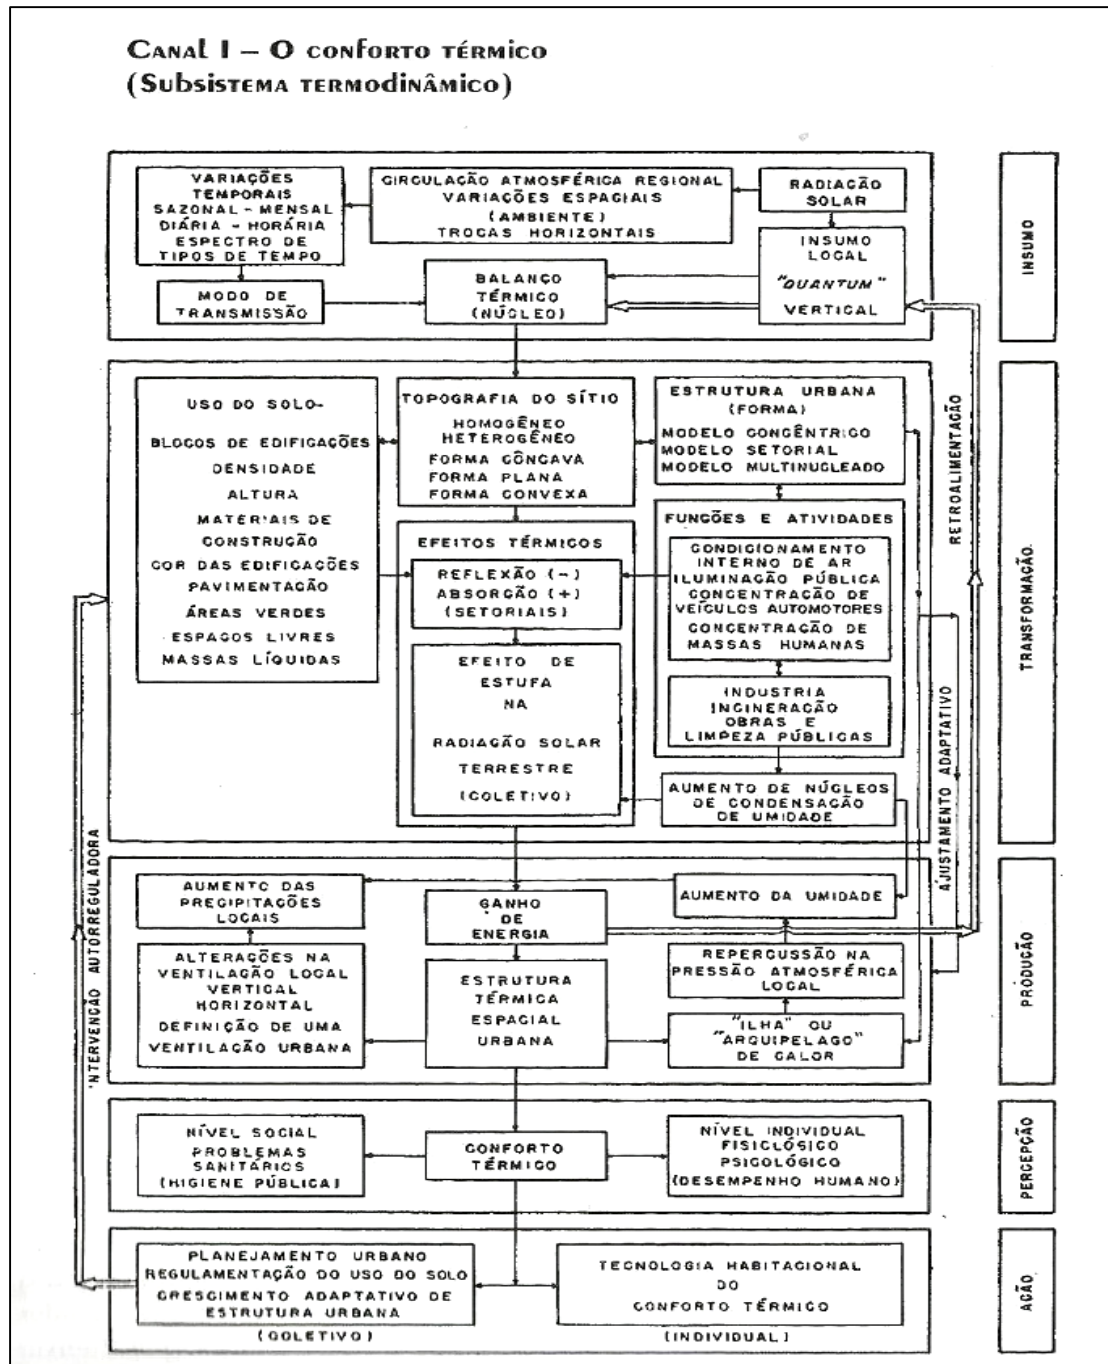 Canal I – O conforto térmico
(Subsistema termodinâmico)
VARIAÇÕES
TEMPORAIS
SAZONAL - MENSAL
DIÁRIA - HORÁRIA
ESPECTRO DE
TIPOS DE TEMPO
CIRCULAÇÃO ATMOSFÉRICA REGIONAL
VARIAÇÕES ESPACIAIS
(AMBIENTE)
TROCAS HORIZONTAIS
RADIAÇÃO
SOLAR
INSUMO
LOCAL
"QUANTUM"
VERTICAL
MODO DE
TRANSMISSÃO
BALANÇO
TÉRMICO
(NÚCLEO)
INSUMO
USO DO SOLO-
BLOCOS DE EDIFICAÇÕES
DENSIDADE
ALTURA
MATERIAIS DE
CONSTRUÇÃO
COR DAS EDIFICAÇÕES
PAVIMENTAÇÃO
ÁREAS VERDES
ESPAÇOS LIVRES
MASSAS LÍQUIDAS
TOPOGRAFIA DO SÍTIO
HOMOGÊNEO
HETEROGÊNEO
FORMA CÔNCAVA
FORMA PLANA
FORMA CONVEXA
ESTRUTURA URBANA
(FORMA)
MODELO CONCÊNTRICO
MODELO SETORIAL
MODELO MULTINUCLEADO
EFEITOS TÉRMICOS
REFLEXÃO (-)
ABSORÇÃO (+)
(SETORIAIS)
EFEITO DE
ESTUFA
NA
RADIAÇÃO SOLAR
TERRESTRE
(COLETIVO)
FUNCÕES E ATIVIDADES
CONDICIONAMENTO
INTERNO DE AR
ILUMINAÇÃO PÚBLICA
CONCENTRAÇÃO DE
VEÍCULOS AUTOMOTORES
CONCENTRAÇÃO DE
MASSAS HUMANAS
INDUSTRIA
INCINERAÇÃO
OBRAS E
LIMPEZA PÚBLICAS
AUMENTO DE NÚCLEOS
DE CONDENSAÇÃO
DE UMIDADE
RETROALIMENTAÇÃO
AJUSTAMENTO ADAPTATIVO
TRANSFORMAÇÃO
AUMENTO DAS
PRECIPITAÇÕES
LOCAIS
GANHO
DE
ENERGIA
AUMENTO DA UMIDADE
ALTERAÇÕES NA
VENTILAÇÃO LOCAL
VERTICAL
HORIZONTAL
DEFINIÇÃO DE UMA
VENTILAÇÃO URBANA
ESTRUTURA
TÉRMICA
ESPACIAL
URBANA
REPERCUSSÃO NA
PRESSÃO ATMOSFÉRICA
LOCAL
"ILHA" OU
"ARQUIPELAGO"
DE CALOR
PRODUÇÃO
INTERVENÇÃO AUTORREGULADORA
NÍVEL SOCIAL
PROBLEMAS
SANITÁRIOS
(HIGIENE PÚBLICA)
CONFORTO
TÉRMICO
NÍVEL INDIVIDUAL
FISIOLÓGICO
PSICOLÓGICO
(DESEMPENHO HUMANO)
PERCEPÇÃO
PLANEJAMENTO URBANO
REGULAMENTAÇÃO DO USO DO SOLO
CRESCIMENTO ADAPTATIVO DE
ESTRUTURA URBANA
(COLETIVO)
TECNOLOGIA HABITACIONAL
DO
CONFORTO TÉRMICO
(INDIVIDUAL)
AÇÃO